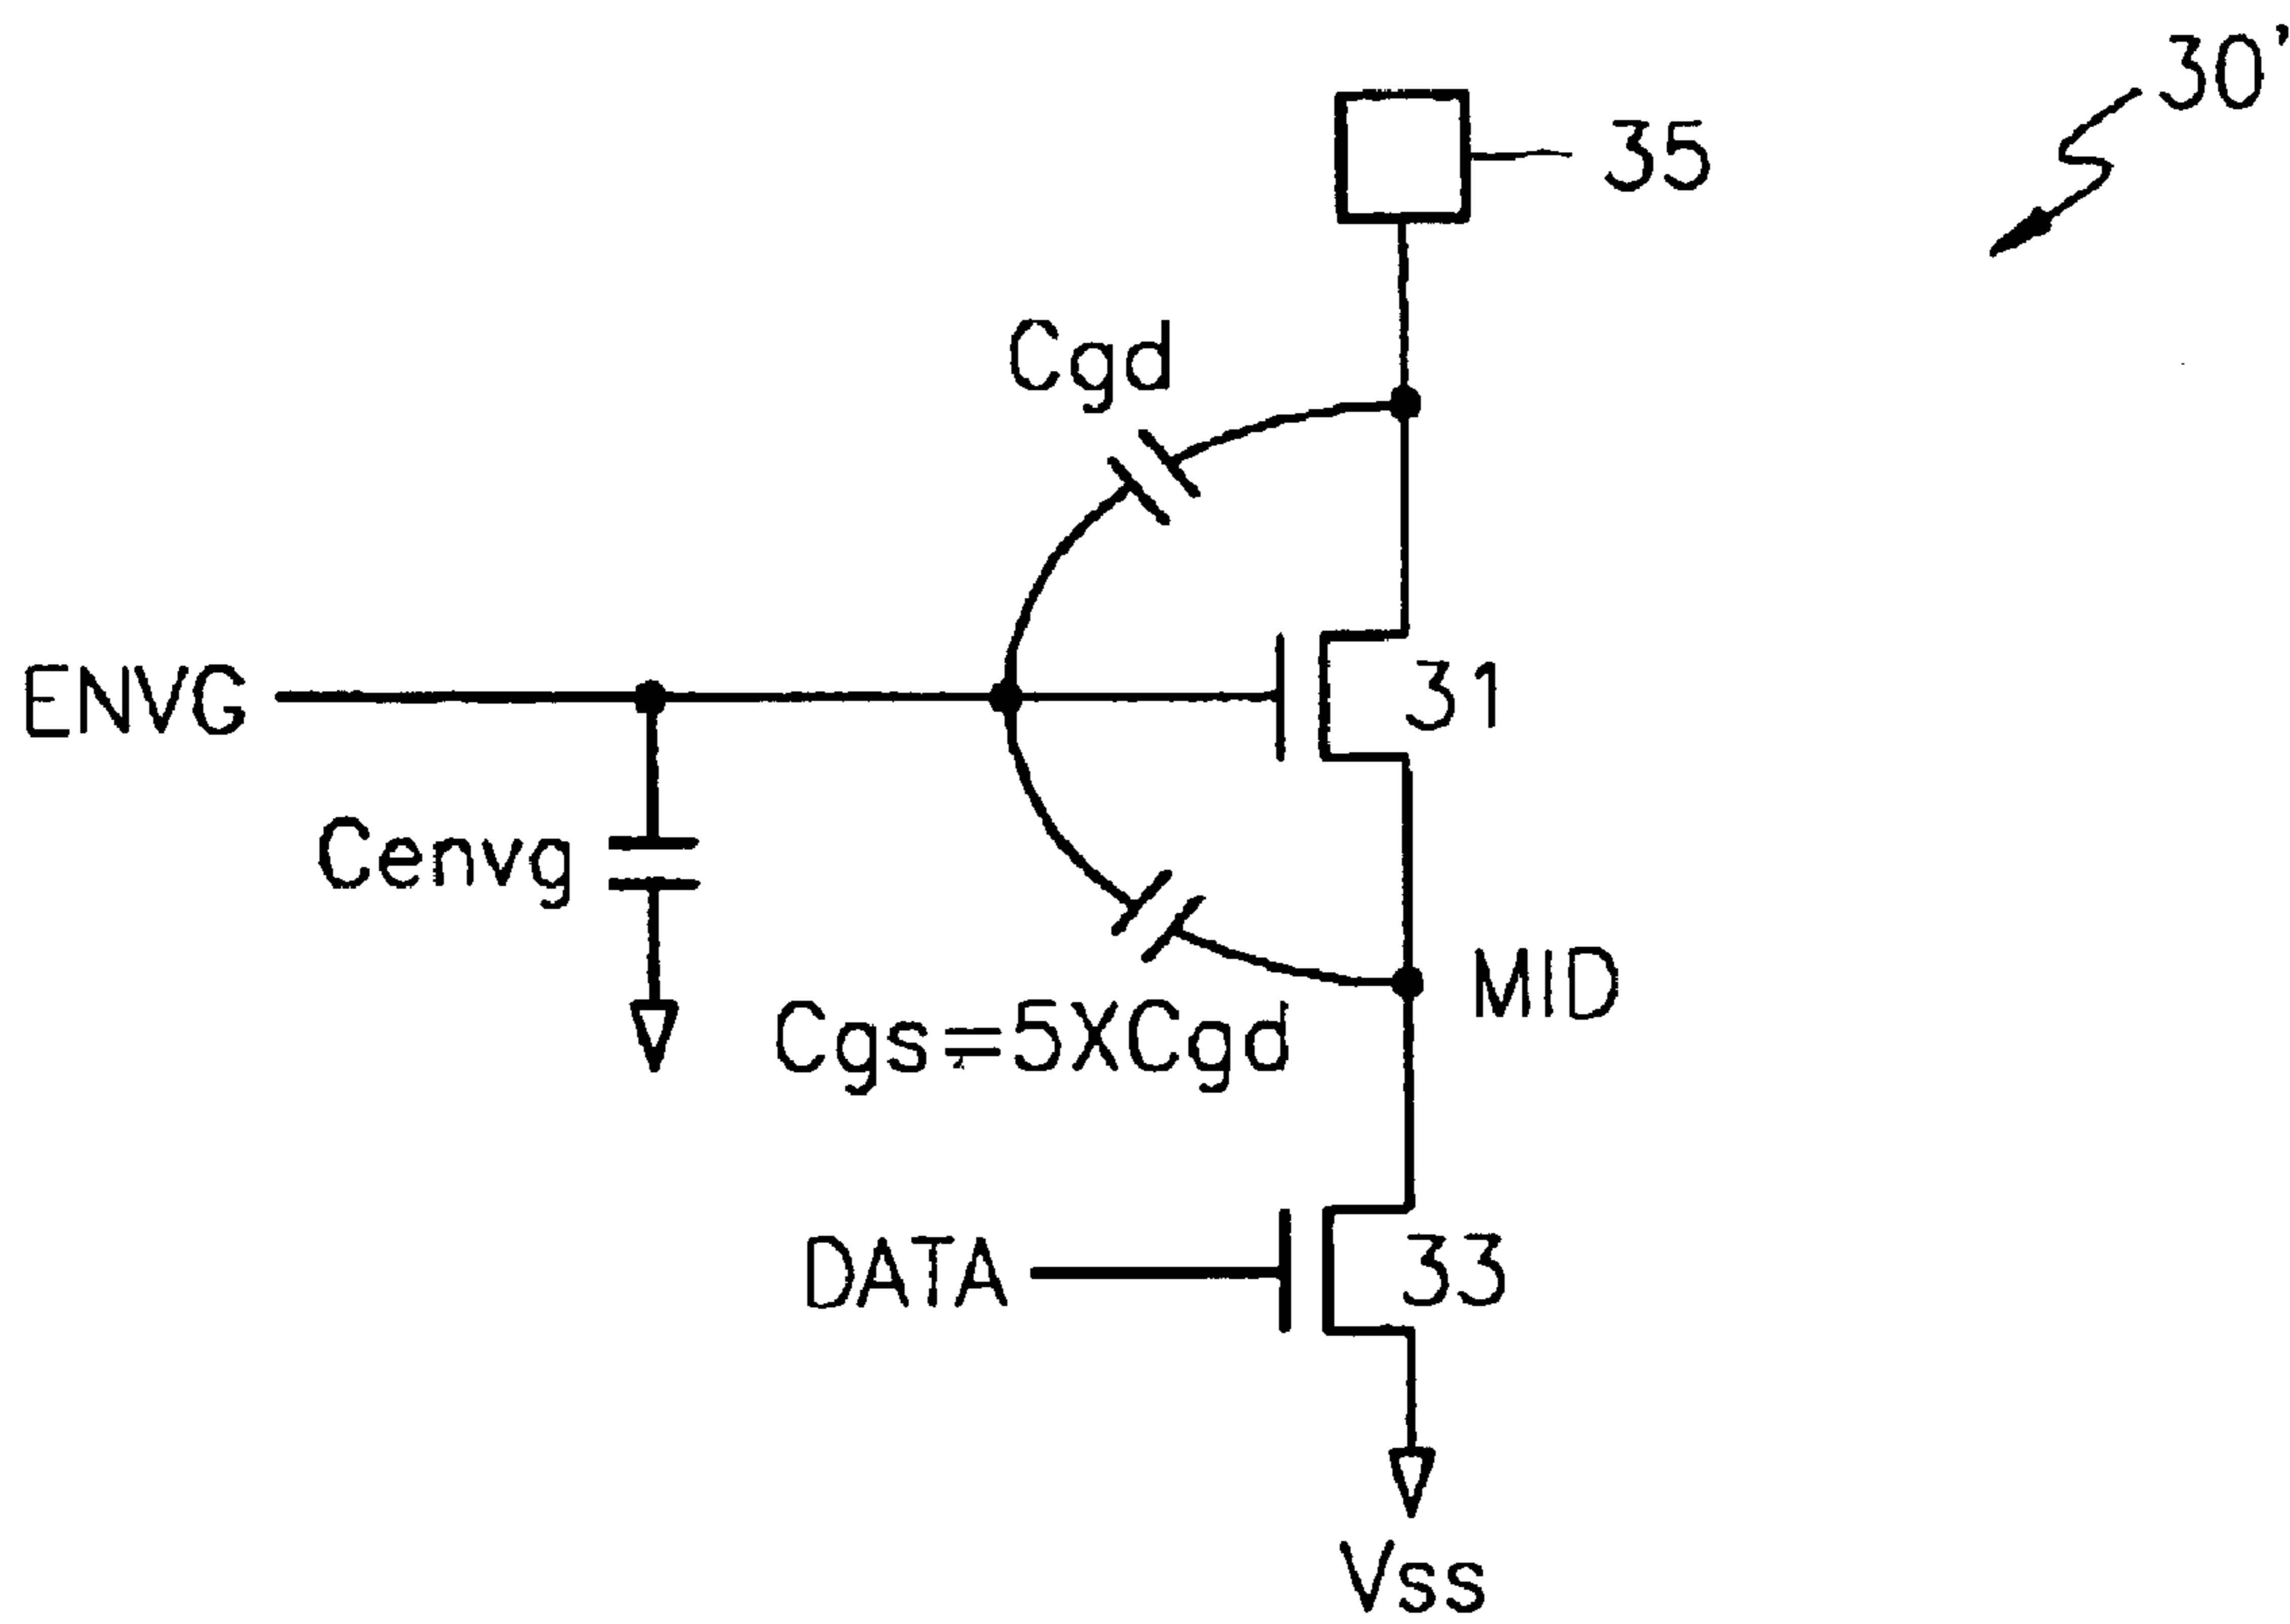 30'
35
Cgd
ENVG
31
Cenvg
MID
Cgs=5XCgd
DATA
33
Vss